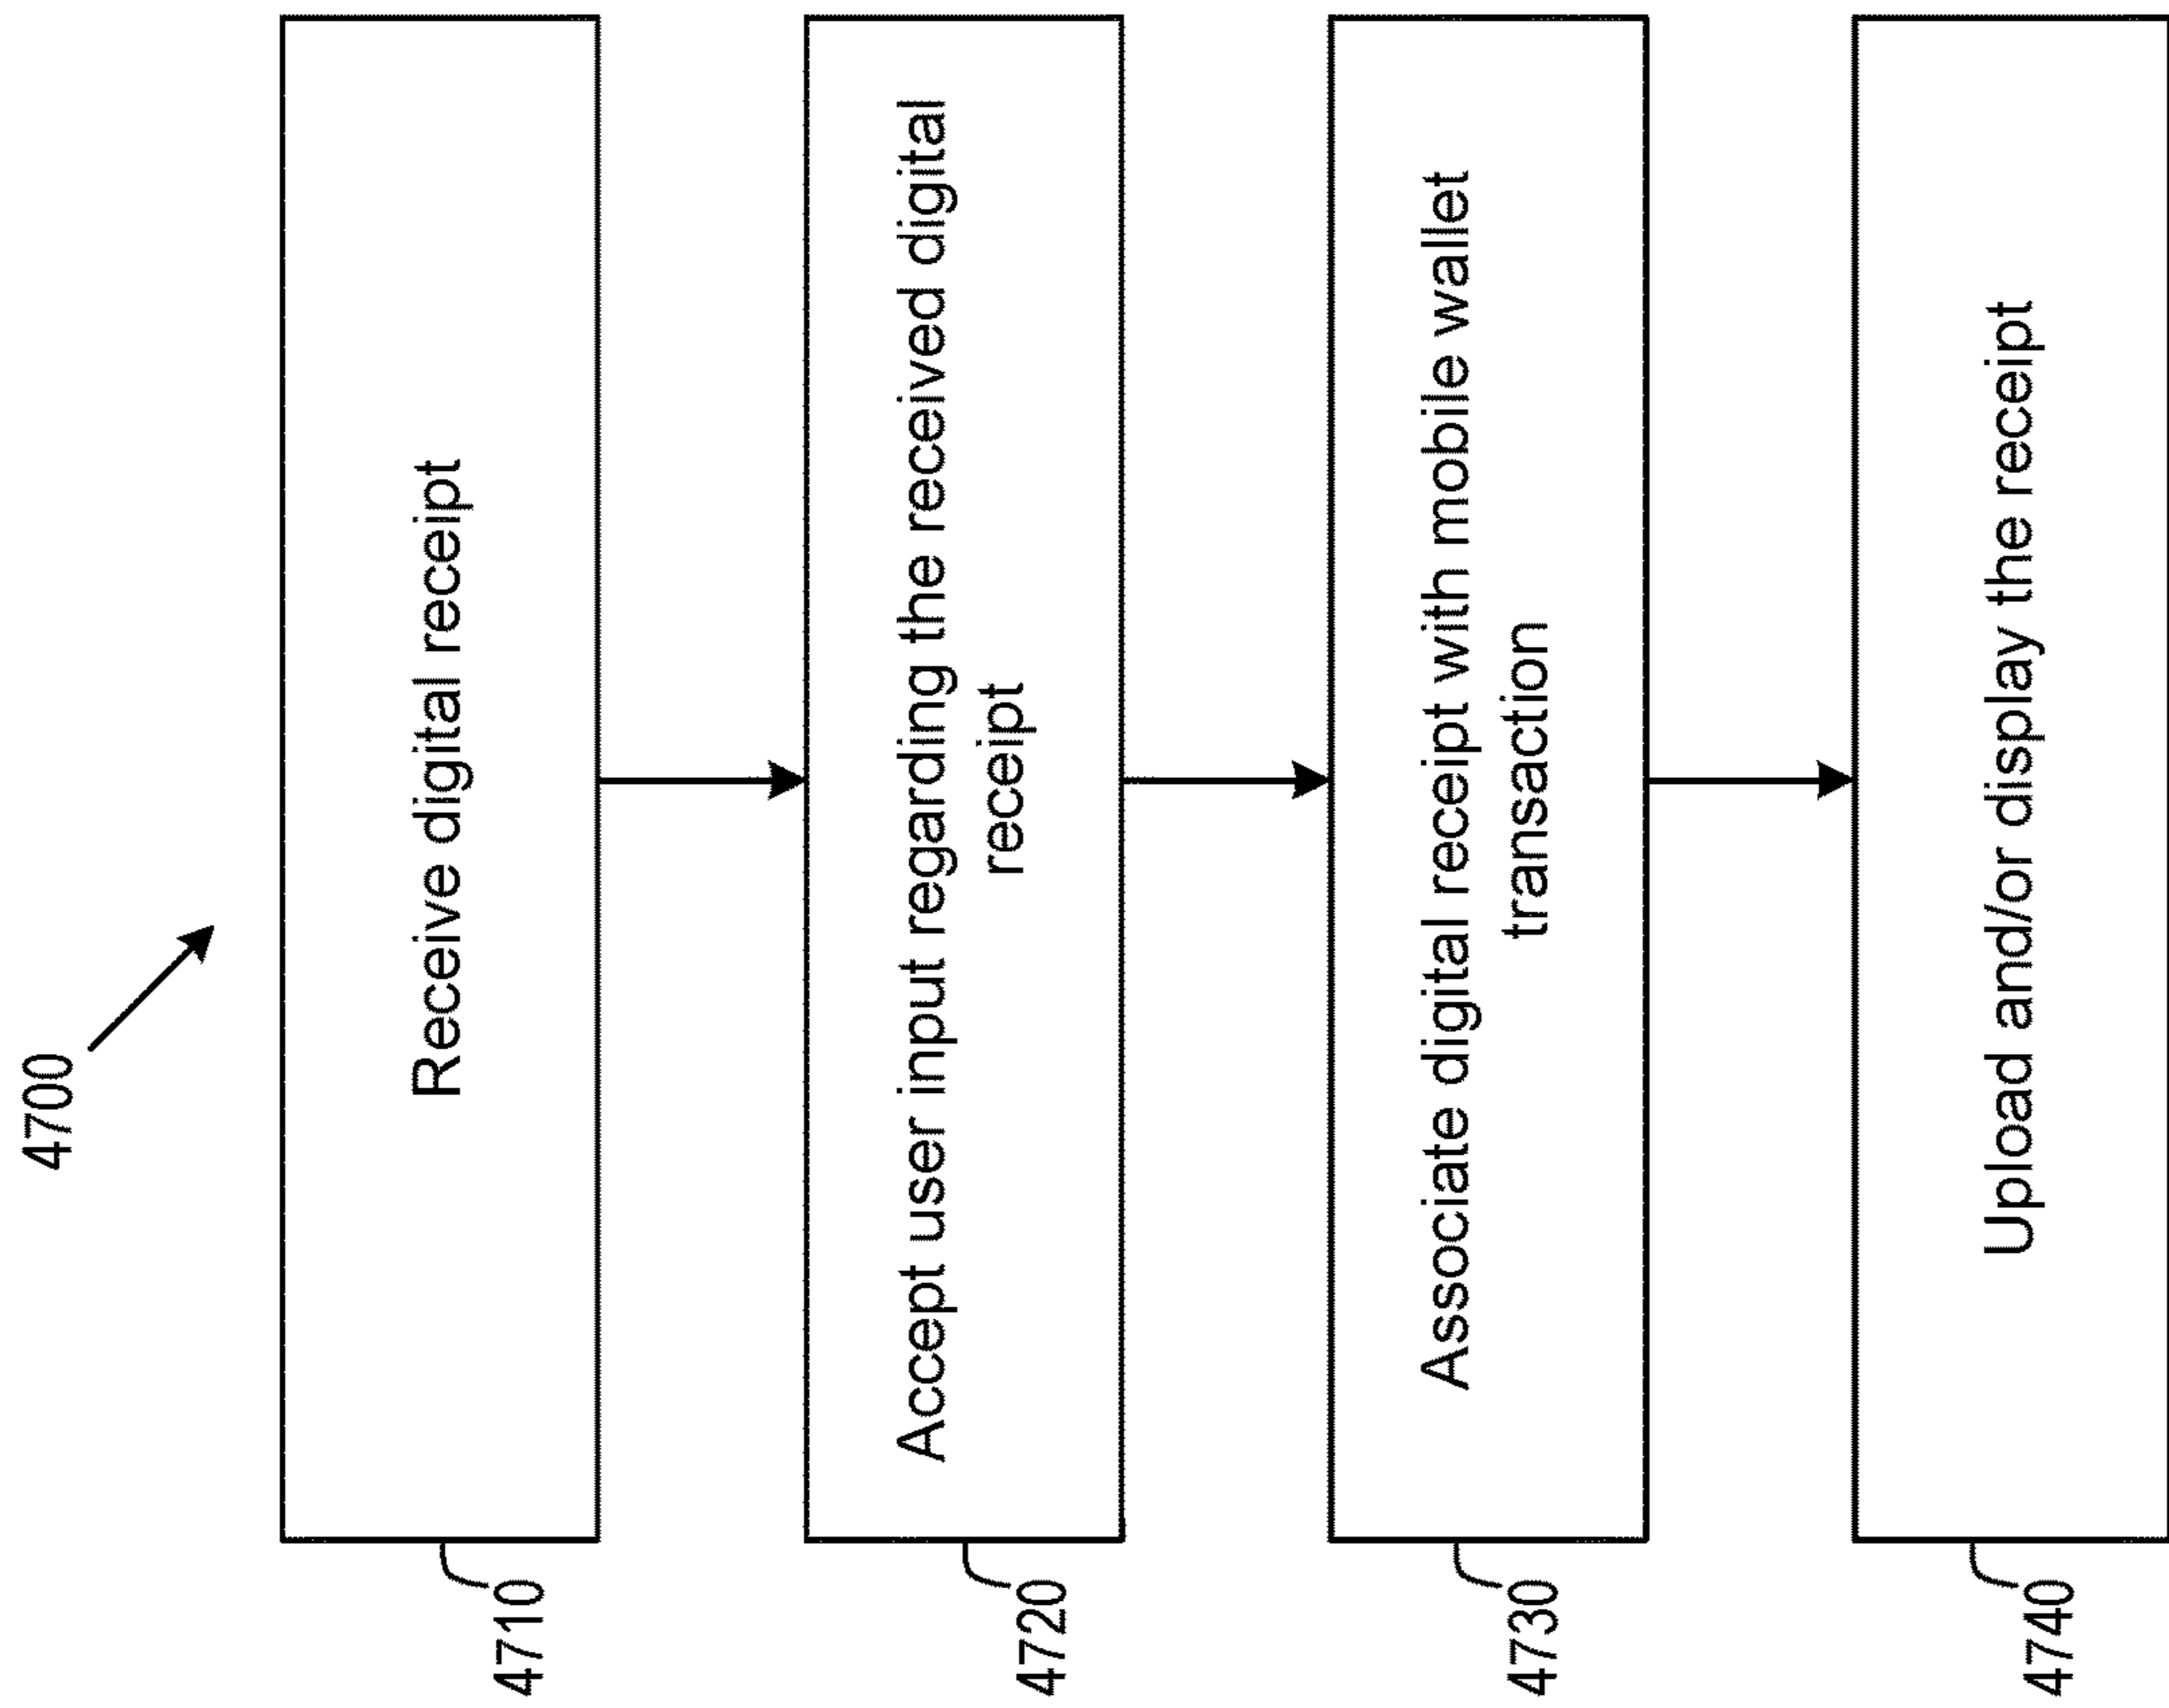 4700
Receive digital receipt
4710
Accept user input regarding the received digital
receipt
4720
Associate digital receipt with mobile wallet
transaction
4730
Upload and/or display the receipt
4740